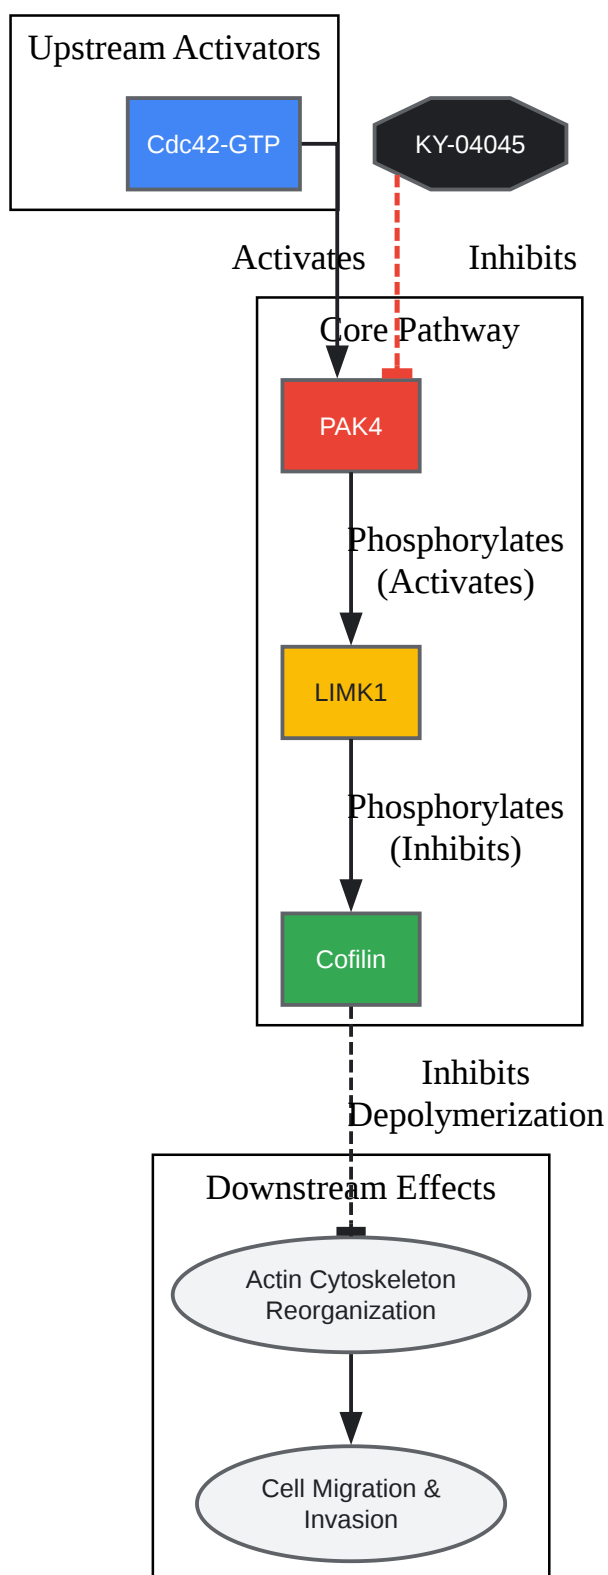 Upstream Activators
Cdc42-GTP
KY-04045
Activates
Inhibits
Core Pathway
PAK4
Phosphorylates
(Activates)
LIMK1
Phosphorylates
(Inhibits)
Cofilin
Inhibits
Depolymerization
Downstream Effects
Actin Cytoskeleton
Reorganization
Cell Migration &
Invasion